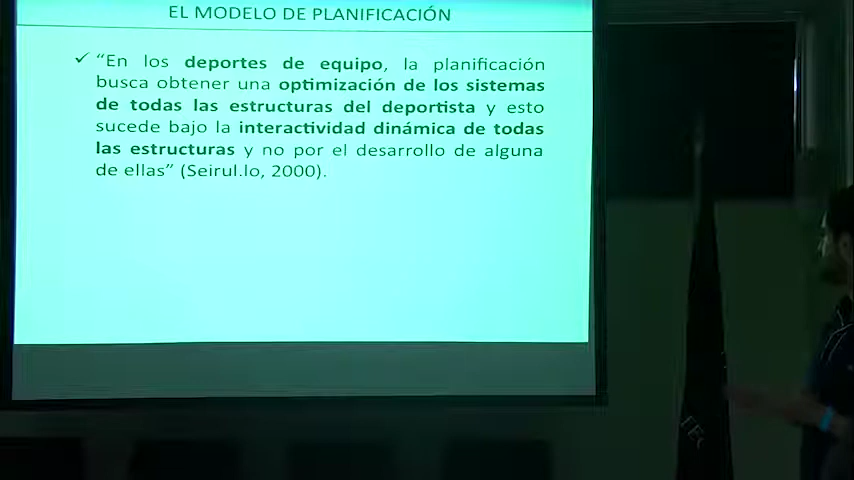 EL MODELO DE PLANIFICACIÓN
✓ “En los deportes de equipo, la planificación
busca obtener una optimización de los sistemas
de todas las estructuras del deportista y esto
sucede bajo la interactividad dinámica de todas
las estructuras y no por el desarrollo de alguna
de ellas” (Seirul.lo, 2000).